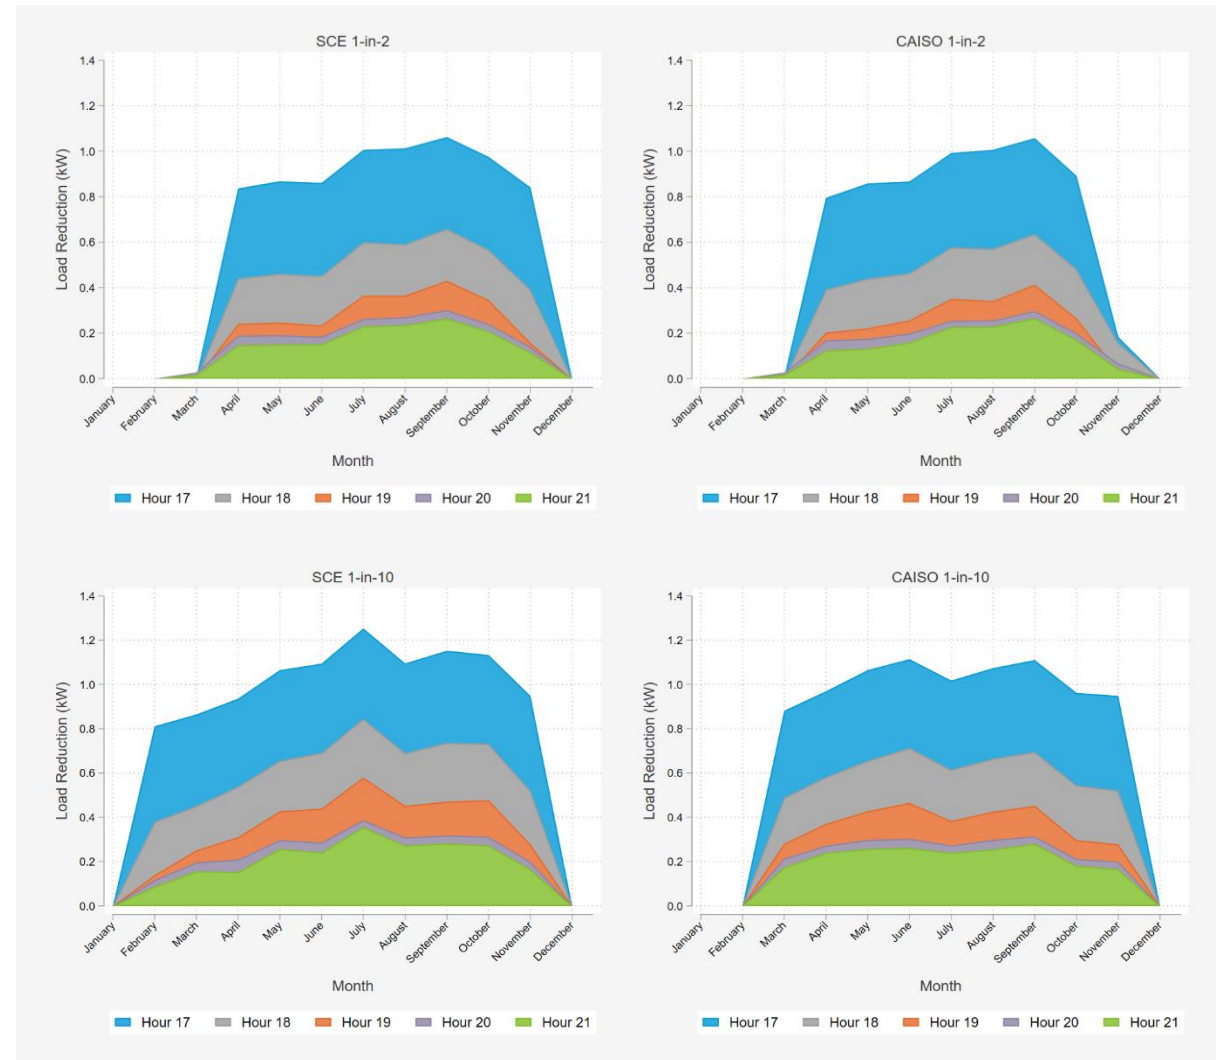 SCE 1-in-2
1.4
1.2
1.0
0.8
0.6
0.4
0.2
0.0
Load Reduction (kW)
January
February
March
April
May
June
July
August
September
October
November
December
Month
Hour 17 Hour 18 Hour 19 Hour 20 Hour 21
CAISO 1-in-2
1.4
1.2
1.0
0.8
0.6
0.4
0.2
0.0
Load Reduction (kW)
January
February
March
April
May
June
July
August
September
October
November
December
Month
Hour 17 Hour 18 Hour 19 Hour 20 Hour 21
SCE 1-in-10
1.4
1.2
1.0
0.8
0.6
0.4
0.2
0.0
Load Reduction (kW)
January
February
March
April
May
June
July
August
September
October
November
December
Month
Hour 17 Hour 18 Hour 19 Hour 20 Hour 21
CAISO 1-in-10
1.4
1.2
1.0
0.8
0.6
0.4
0.2
0.0
Load Reduction (kW)
January
February
March
April
May
June
July
August
September
October
November
December
Month
Hour 17 Hour 18 Hour 19 Hour 20 Hour 21